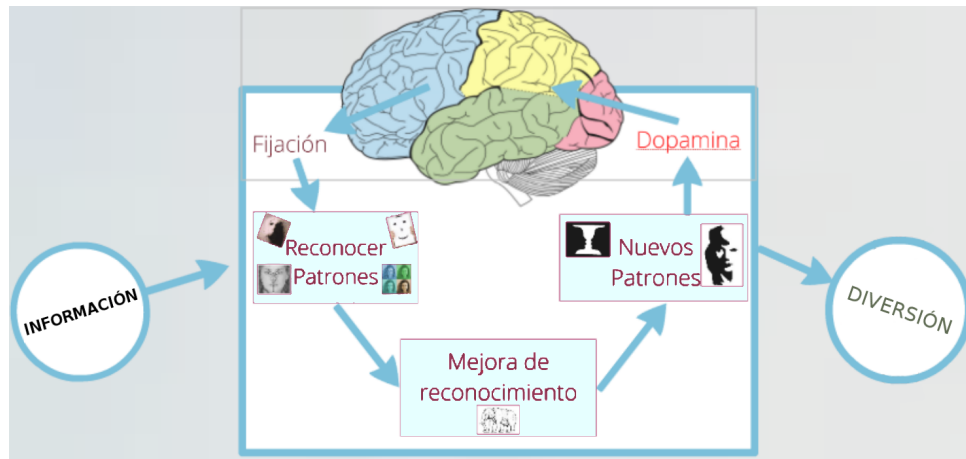 Fijación
Dopamina
Reconocer
Patrones
Nuevos
Patrones
INFORMACIÓN
DIVERSIÓN
Mejora de
reconocimiento